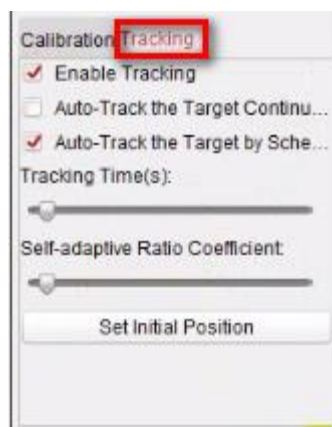 Calibration Tracking
Enable Tracking
Auto-Track the Target Continu...
Auto-Track the Target by Sche...
Tracking Time(s):
Self-adaptive Ratio Coefficient:
Set Initial Position